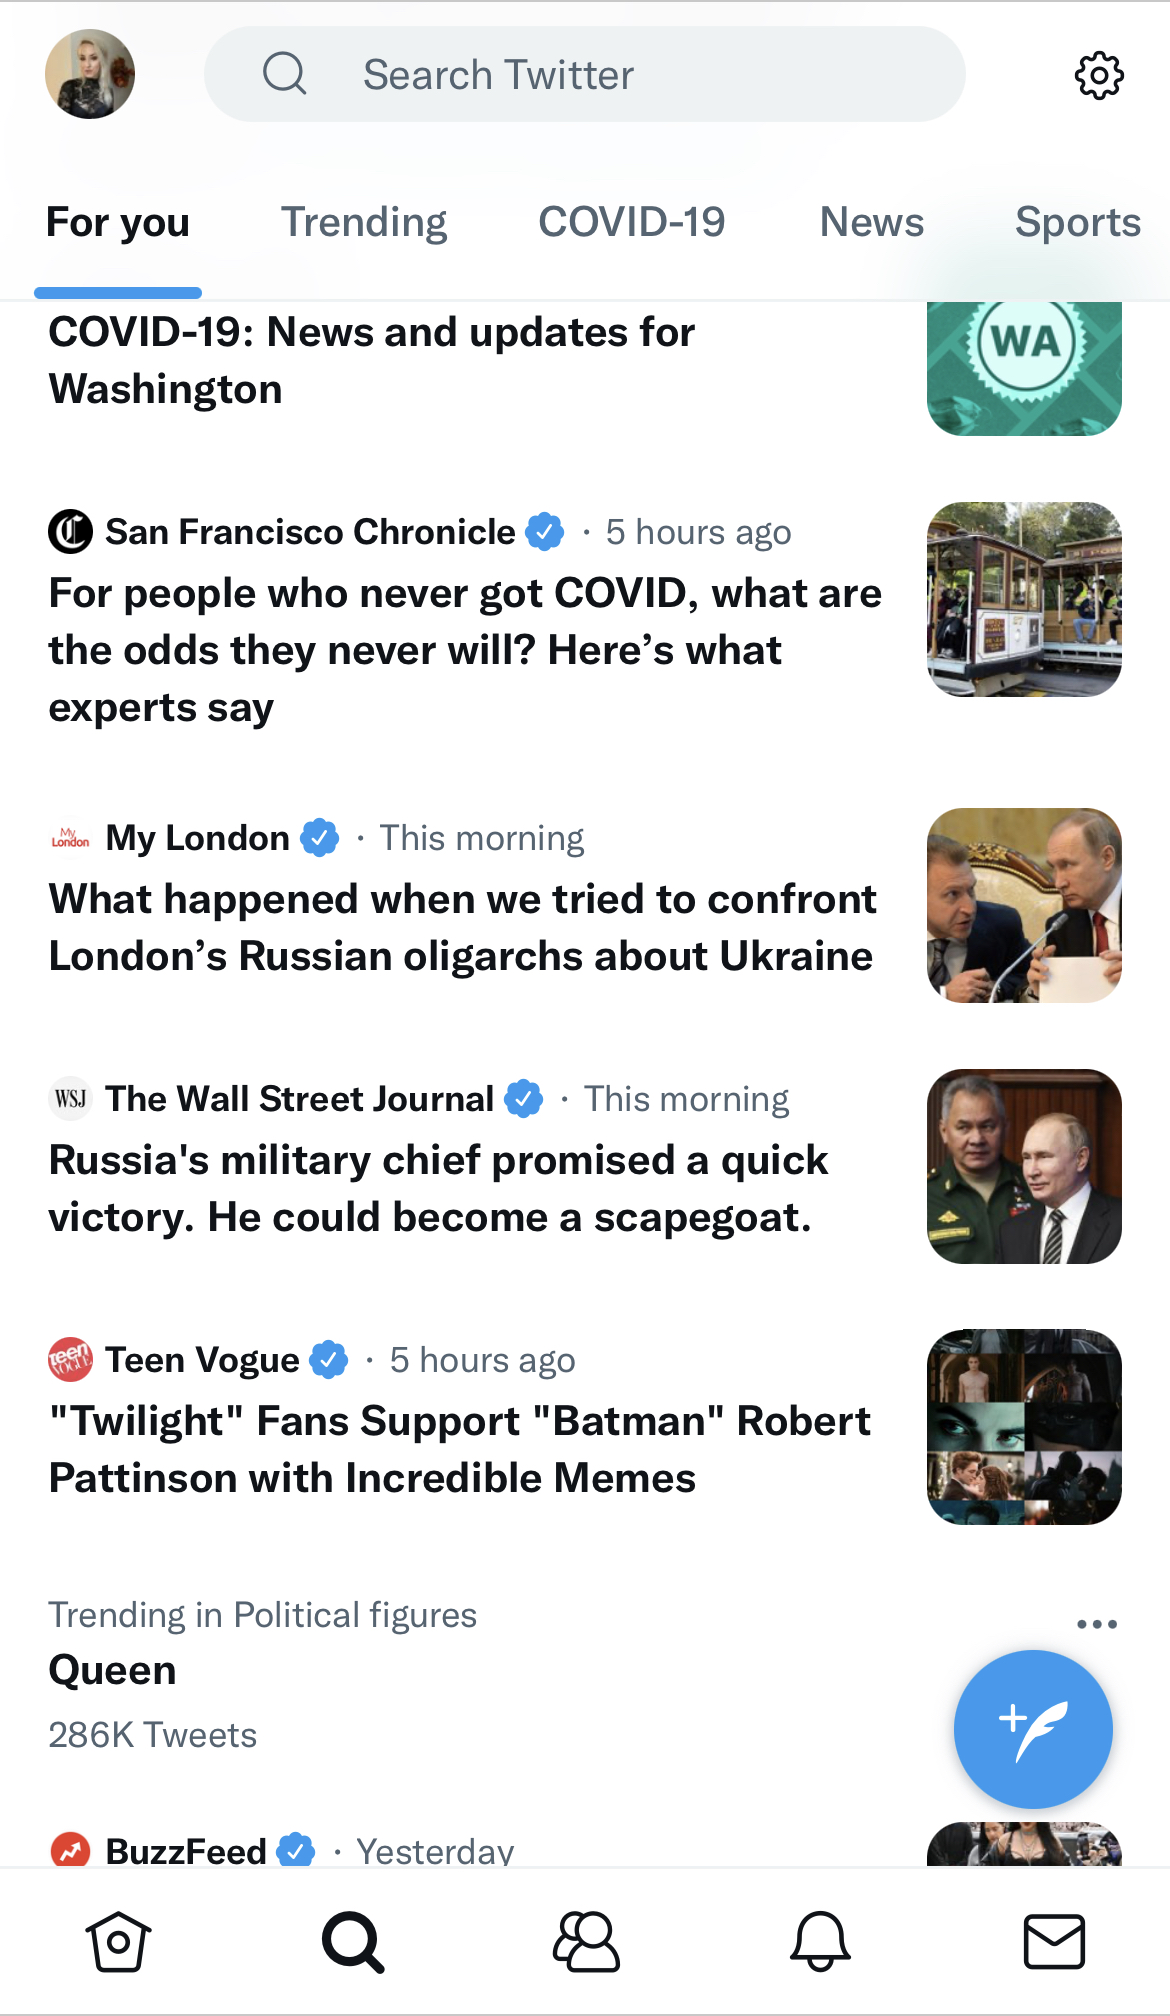 Search Twitter
For you Trending COVID-19 News Sports
COVID-19: News and updates for
Washington
WA
San Francisco Chronicle · 5 hours ago
For people who never got COVID, what are
the odds they never will? Here’s what
experts say
My London My London · This morning
What happened when we tried to confront
London’s Russian oligarchs about Ukraine
WSJ The Wall Street Journal · This morning
Russia's military chief promised a quick
victory. He could become a scapegoat.
teen VOGUE Teen Vogue · 5 hours ago
"Twilight" Fans Support "Batman" Robert
Pattinson with Incredible Memes
Trending in Political figures
Queen
286K Tweets
BuzzFeed · Yesterday